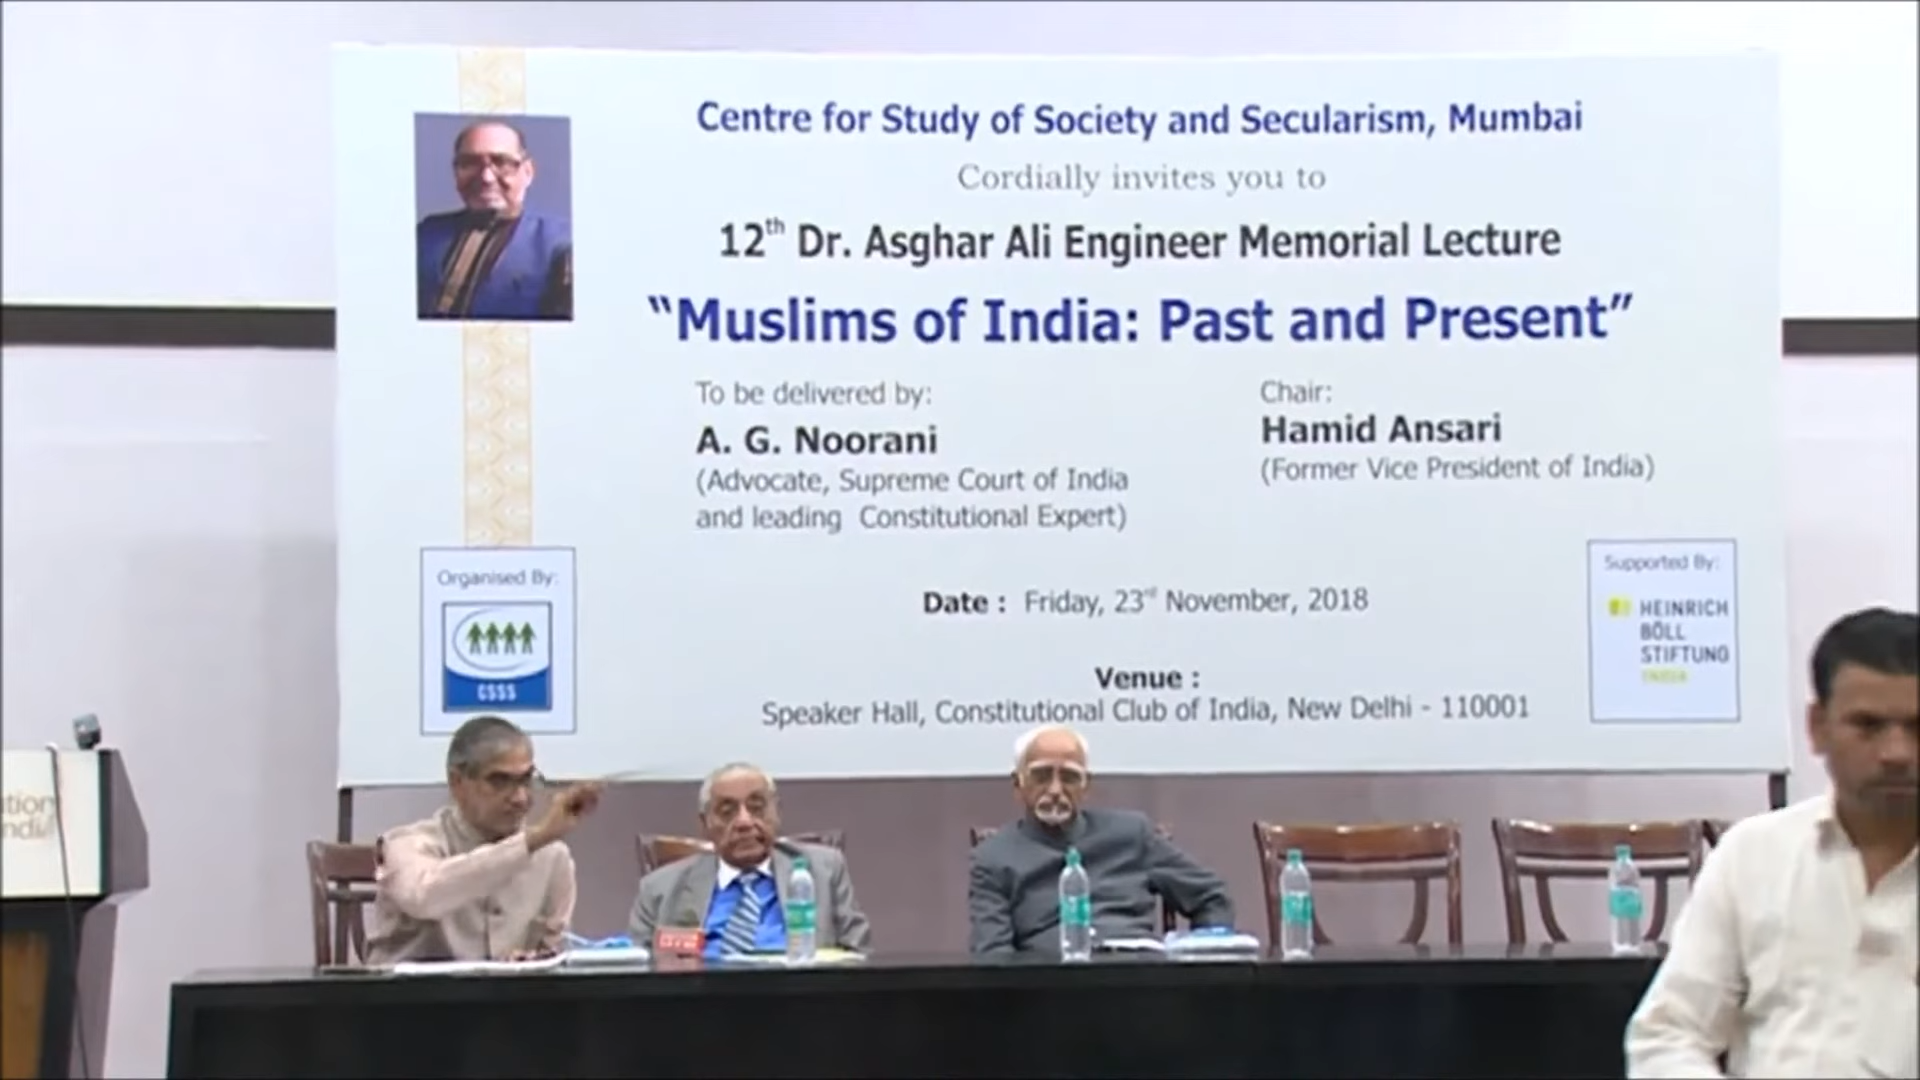 Centre for Study of Society and Secularism, Mumbai
Cordially invites you to
12th Dr. Asghar Ali Engineer Memorial Lecture
“Muslims of India: Past and Present”
To be delivered by:
A. G. Noorani
(Advocate, Supreme Court of India
and leading Constitutional Expert)
Chair:
Hamid Ansari
(Former Vice President of India)
Date : Friday, 23rd November, 2018
Venue :
Speaker Hall, Constitutional Club of India, New Delhi - 110001
Organised By:
CSSS
Supported By:
HEINRICH
BÖLL
STIFTUNG
INDIA